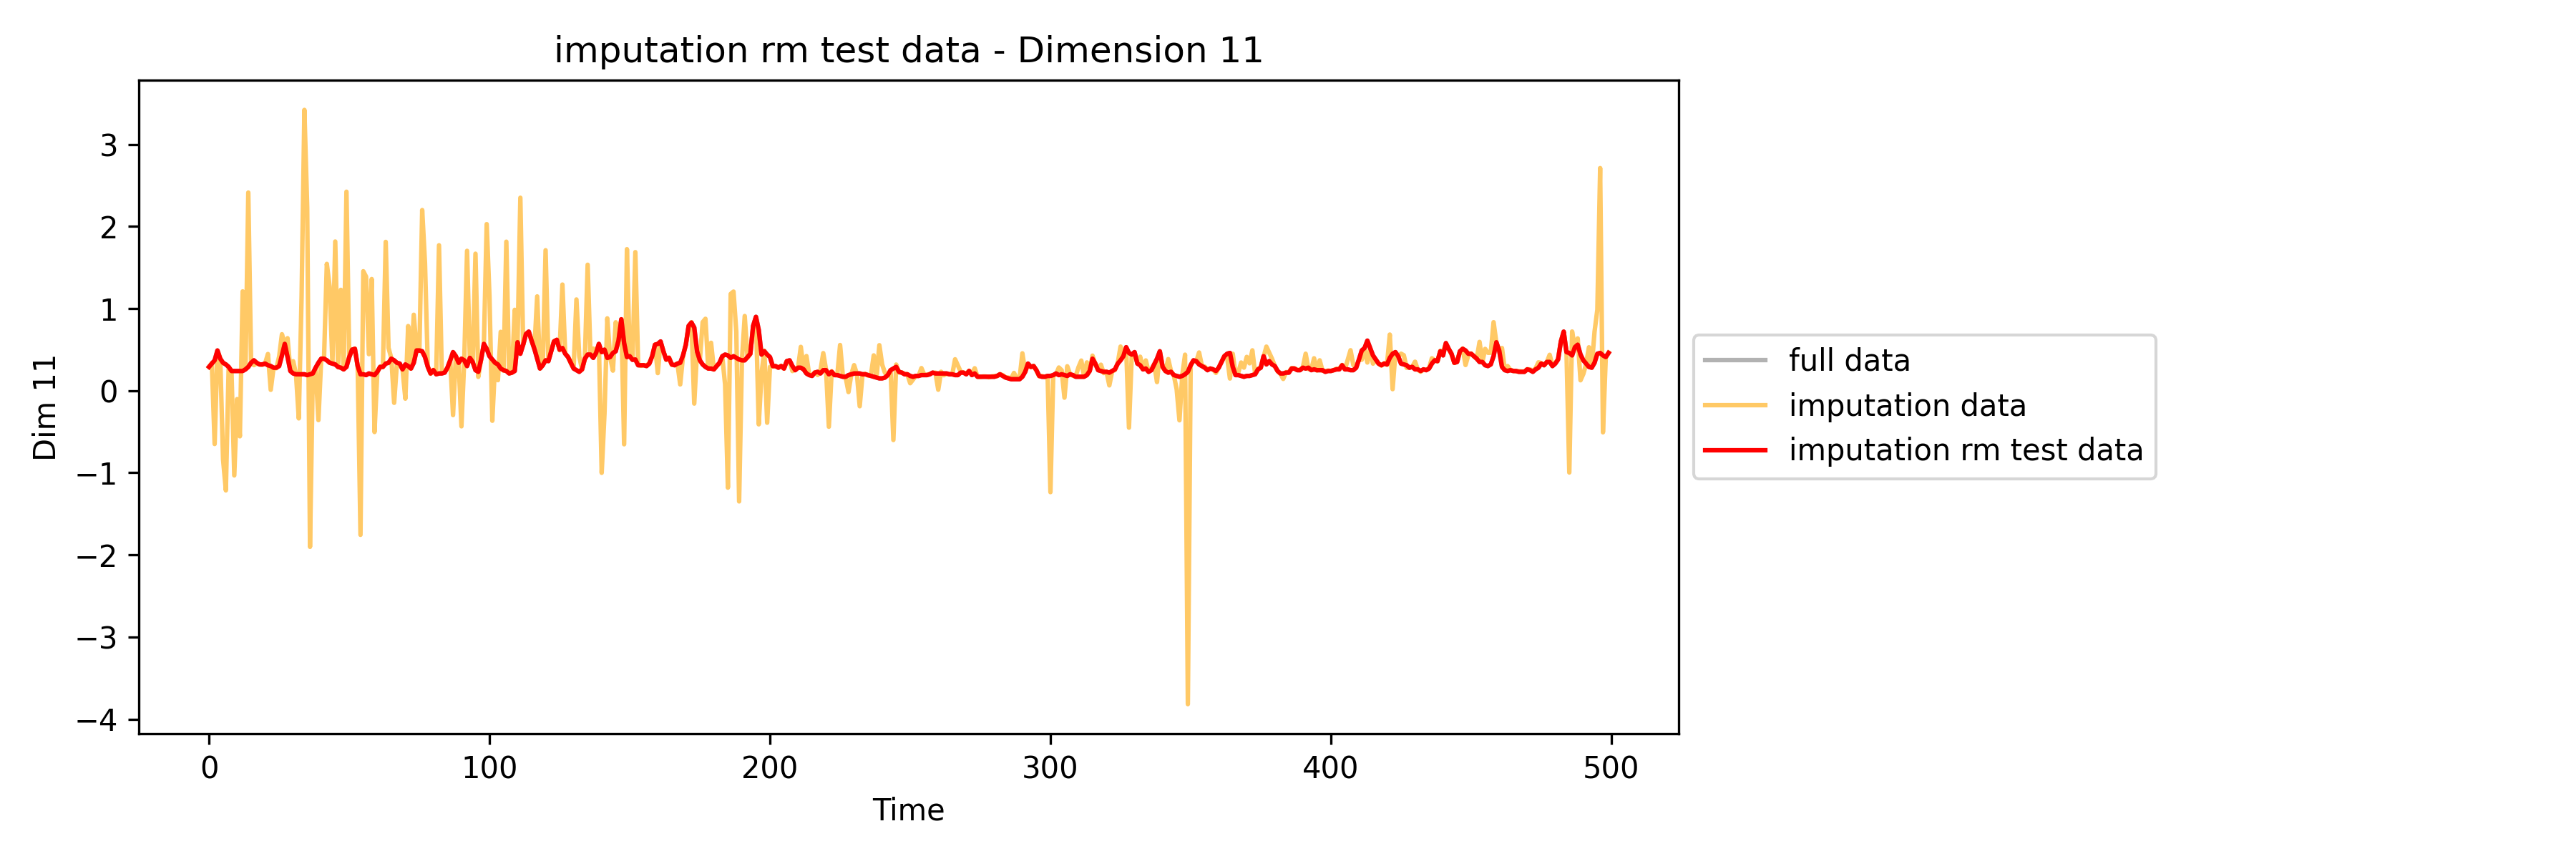 imputation rm test data - Dimension 11
3
2
1
0
−1
−2
−3
−4
Dim 11
0 100 200 300 400 500
Time
full data
imputation data
imputation rm test data